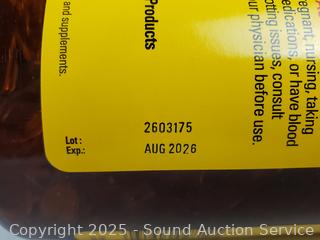 and supplements.
Products
regnant, nursing, taking
edications, or have blood
otting issues, consult
our physician before use.
2603175
Lot:
Exp.: AUG 2026
Copyright 2025 - Sound Auction Service